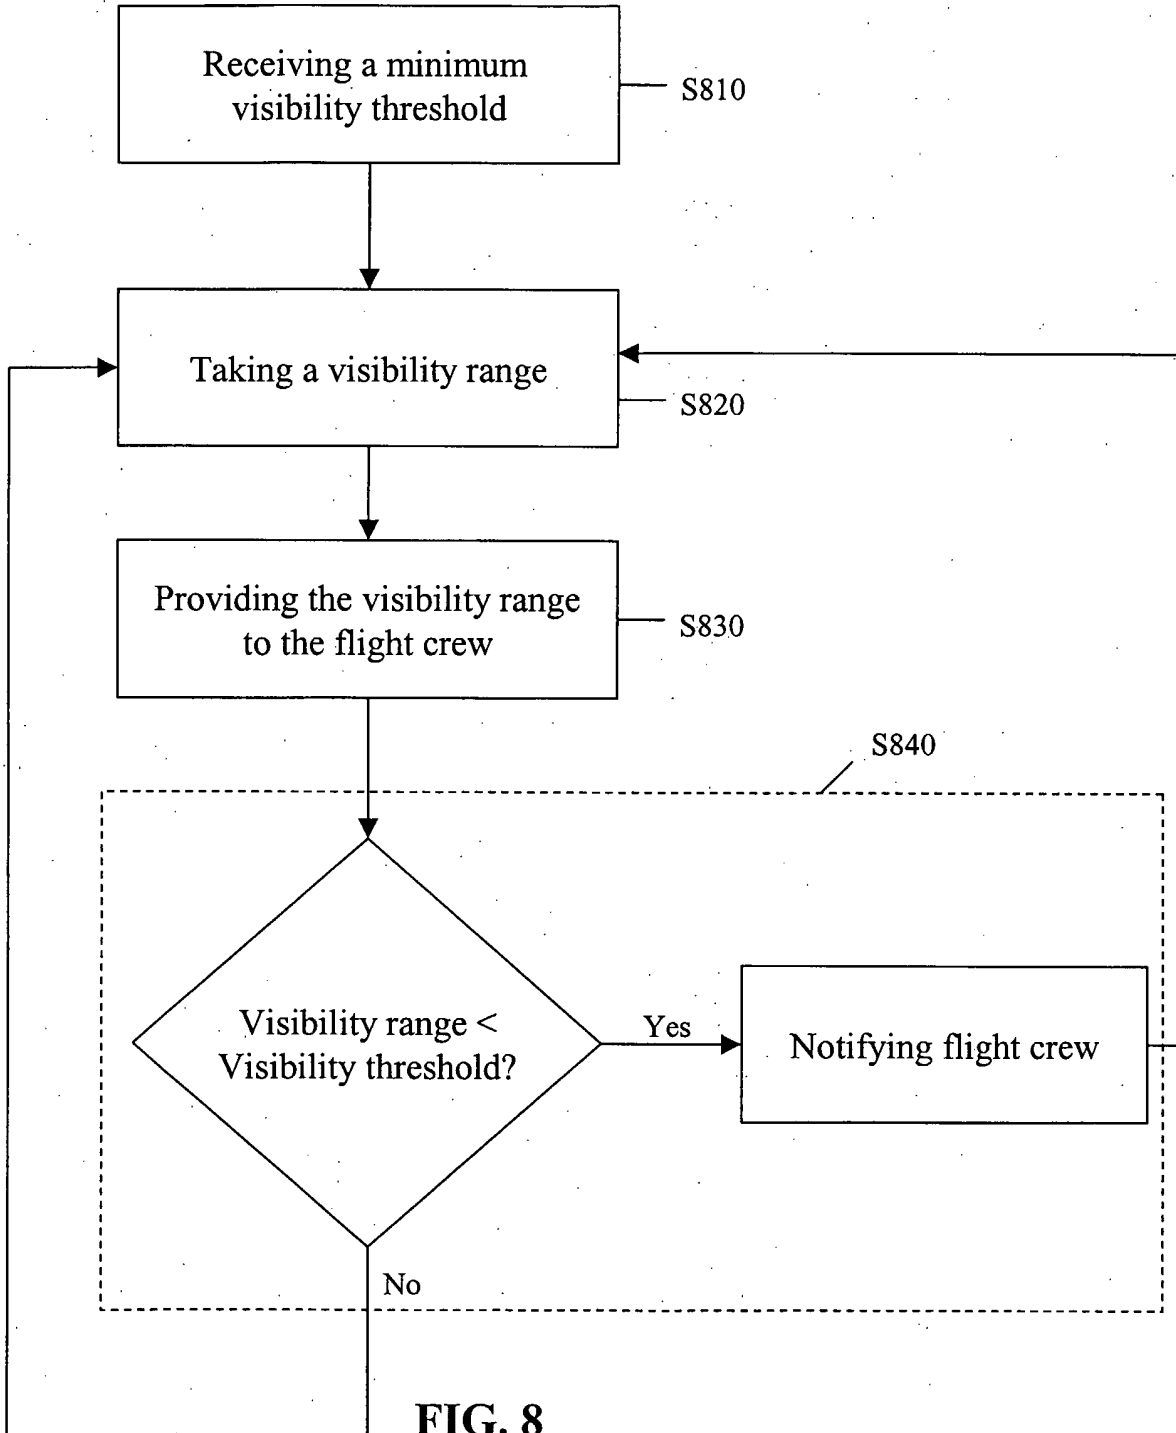 Receiving a minimum
visibility threshold
S810
Taking a visibility range
S820
Providing the visibility range
to the flight crew
S830
S840
Visibility range <
Visibility threshold?
Yes
Notifying flight crew
No
FIG. 8